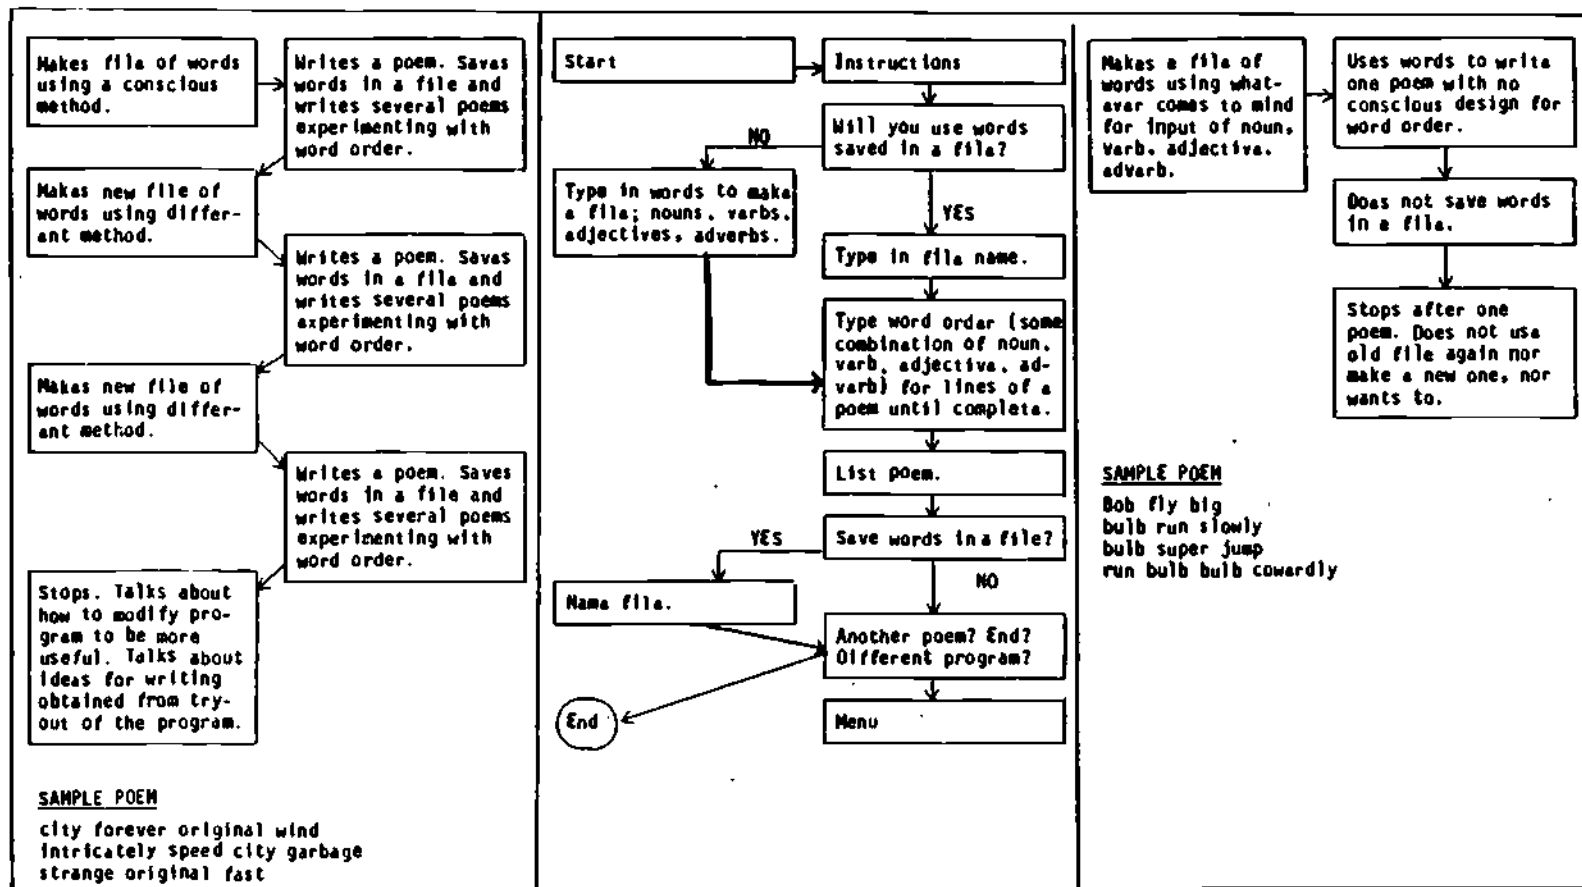 Makes file of words
using a conscious
method.
Writes a poem. Saves
words in a file and
writes several poems
experimenting with
word order.
Makes new file of
words using differ-
ent method.
Writes a poem. Saves
words in a file and
writes several poems
experimenting with
word order.
Makes new file of
words using differ-
ent method.
Writes a poem. Saves
words in a file and
writes several poems
experimenting with
word order.
Stops. Talks about
how to modify pro-
gram to be more
useful. Talks about
ideas for writing
obtained from try-
out of the program.
SAMPLE POEM
city forever original wind
intricately speed city garbage
strange original fast
Start
Instructions
Will you use words
saved in a file?
NO
Type in words to make
a file; nouns, verbs,
adjectives, adverbs.
YES
Type in file name.
Type word order (some
combination of noun,
verb, adjective, ad-
verb) for lines of a
poem until complete.
List poem.
Save words in a file?
YES
NO
Name file.
Another poem? End?
Different program?
End
Menu
Makes a file of
words using what-
ever comes to mind
for input of noun,
verb, adjective,
adverb.
Uses words to write
one poem with no
conscious design for
word order.
Does not save words
in a file.
Stops after one
poem. Does not use
old file again nor
make a new one, nor
wants to.
SAMPLE POEM
Bob fly big
bulb run slowly
bulb super jump
run bulb bulb cowardly